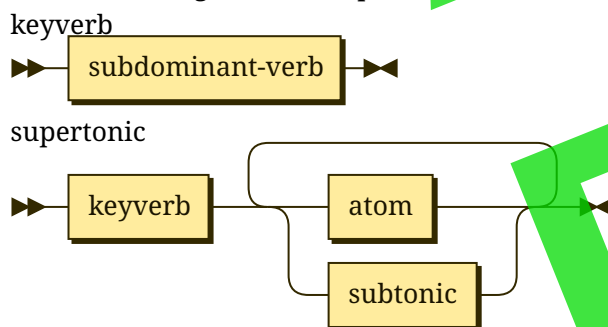 keyverb
subdominant-verb
supertonic
keyverb
atom
subtonic